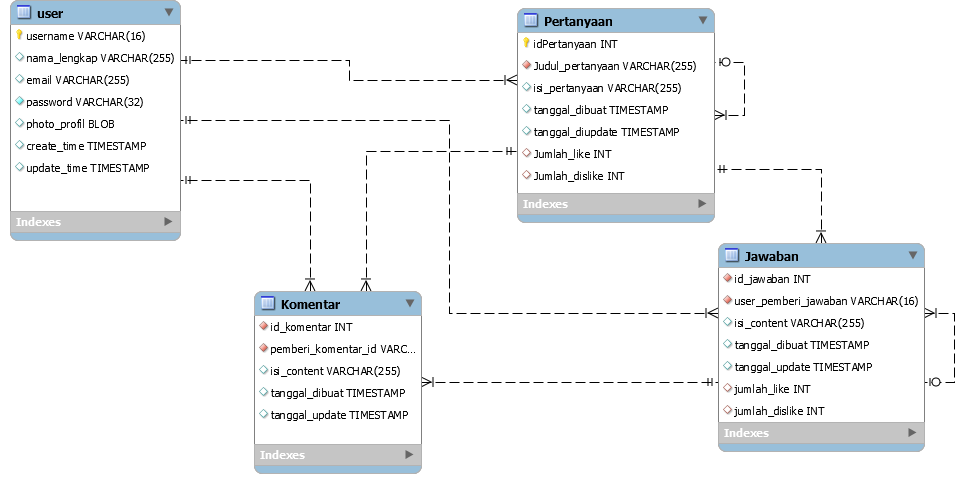 user
username VARCHAR(16)
nama_lengkap VARCHAR(255)
email VARCHAR(255)
password VARCHAR(32)
photo_profil BLOB
create_time TIMESTAMP
update_time TIMESTAMP
Indexes
Pertanyaan
idPertanyaan INT
Judul_pertanyaan VARCHAR(255)
isi_pertanyaan VARCHAR(255)
tanggal_dibuat TIMESTAMP
tanggal_diupdate TIMESTAMP
Jumlah_like INT
Jumlah_dislike INT
Indexes
Komentar
id_komentar INT
pemberi_komentar_id VARC...
isi_content VARCHAR(255)
tanggal_dibuat TIMESTAMP
tanggal_update TIMESTAMP
Indexes
Jawaban
id_jawaban INT
user_pemberi_jawaban VARCHAR(16)
isi_content VARCHAR(255)
tanggal_dibuat TIMESTAMP
tanggal_update TIMESTAMP
jumlah_like INT
jumlah_dislike INT
Indexes